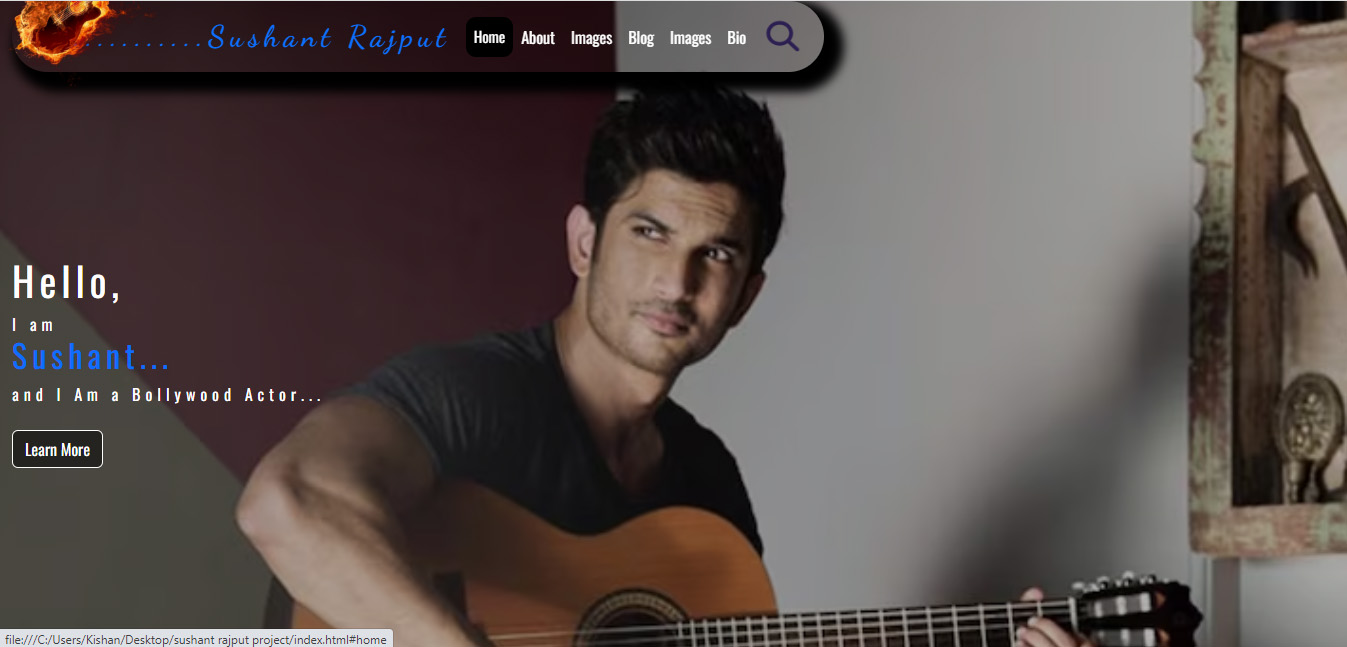 ..........Sushant Rajput
Home About Images Blog Images Bio
Hello,
I am
Sushant...
and I Am a Bollywood Actor...
Learn More
file:///C:/Users/Kishan/Desktop/sushant rajput project/index.html#home